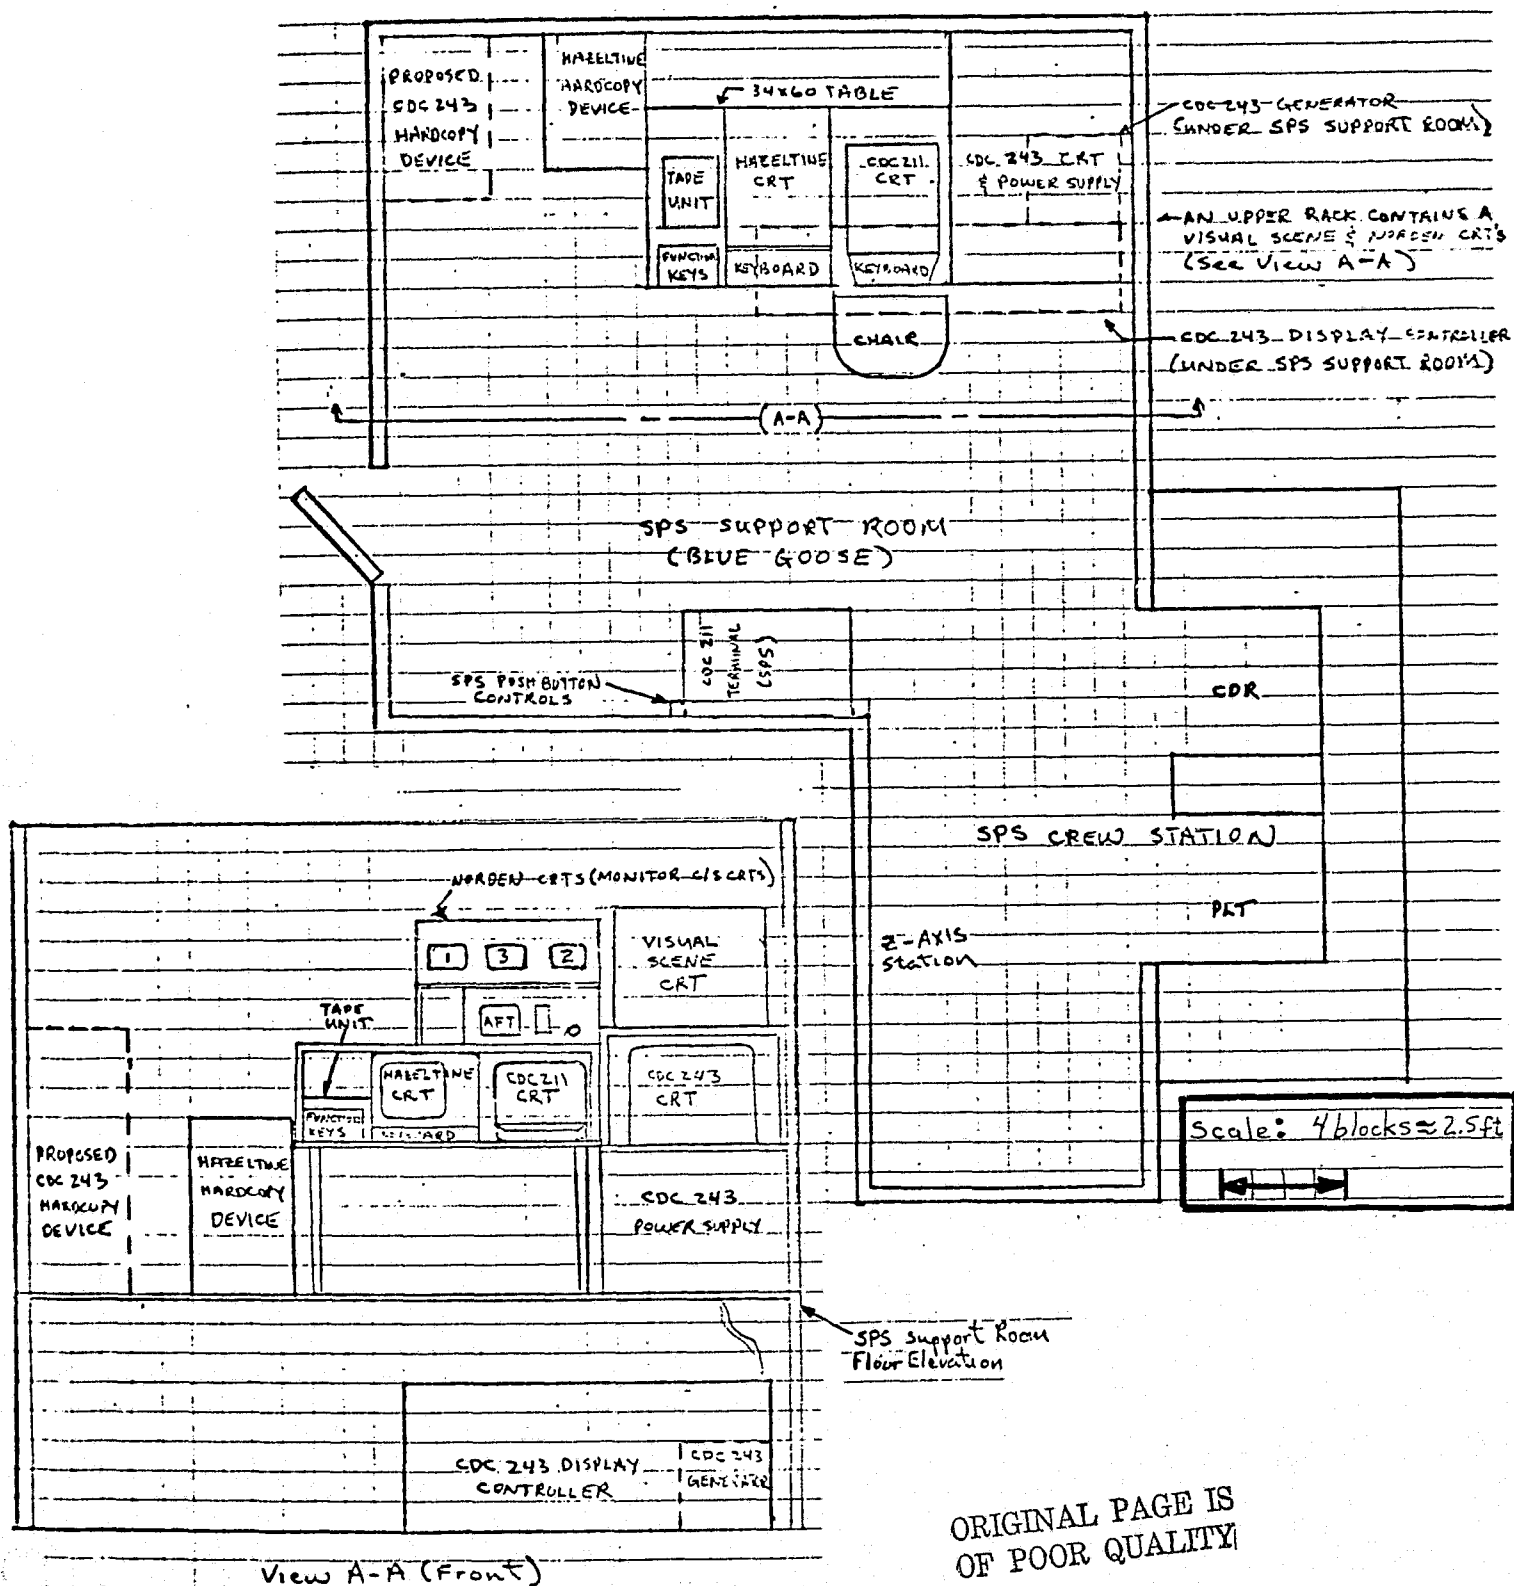 PROPOSED
CDC 243
HARDCOPY
DEVICE
HAZELTINE
HARDCOPY
DEVICE
34X60 TABLE
TAPE
UNIT
HAZELTINE
CRT
CDC 211
CRT
CDC 243 CRT
& POWER SUPPLY
FUNCTION
KEYS
KEYBOARD
KEYBOARD
CHAIR
CDC 243 GENERATOR
(UNDER SPS SUPPORT ROOM)
AN UPPER RACK CONTAINS A
VISUAL SCENE & NORDEN CRT'S
(See View A-A)
CDC 243 DISPLAY CONTROLLER
(UNDER SPS SUPPORT ROOM)
(A-A)
SPS SUPPORT ROOM
(BLUE GOOSE)
CDC 211
TERMINAL
(SPS)
SPS PUSH BUTTON
CONTROLS
CDR
SPS CREW STATION
PLT
Z-AXIS
Station
Scale: 4 blocks ≈ 2.5ft
NORDEN CRTS (MONITOR C/S CRTS)
1 3 2
VISUAL
SCENE
CRT
TAPE
UNIT
AFT
HAZELTINE
CRT
CDC 211
CRT
CDC 243
CRT
FUNCTION
KEYS
KEYBOARD
PROPOSED
CDC 243
HARDCOPY
DEVICE
HAZELTINE
HARDCOPY
DEVICE
CDC 243
POWER SUPPLY
SPS Support Room
Floor Elevation
CDC 243 DISPLAY
CONTROLLER
CDC 243
GENERATOR
View A-A (Front)
ORIGINAL PAGE IS
OF POOR QUALITY